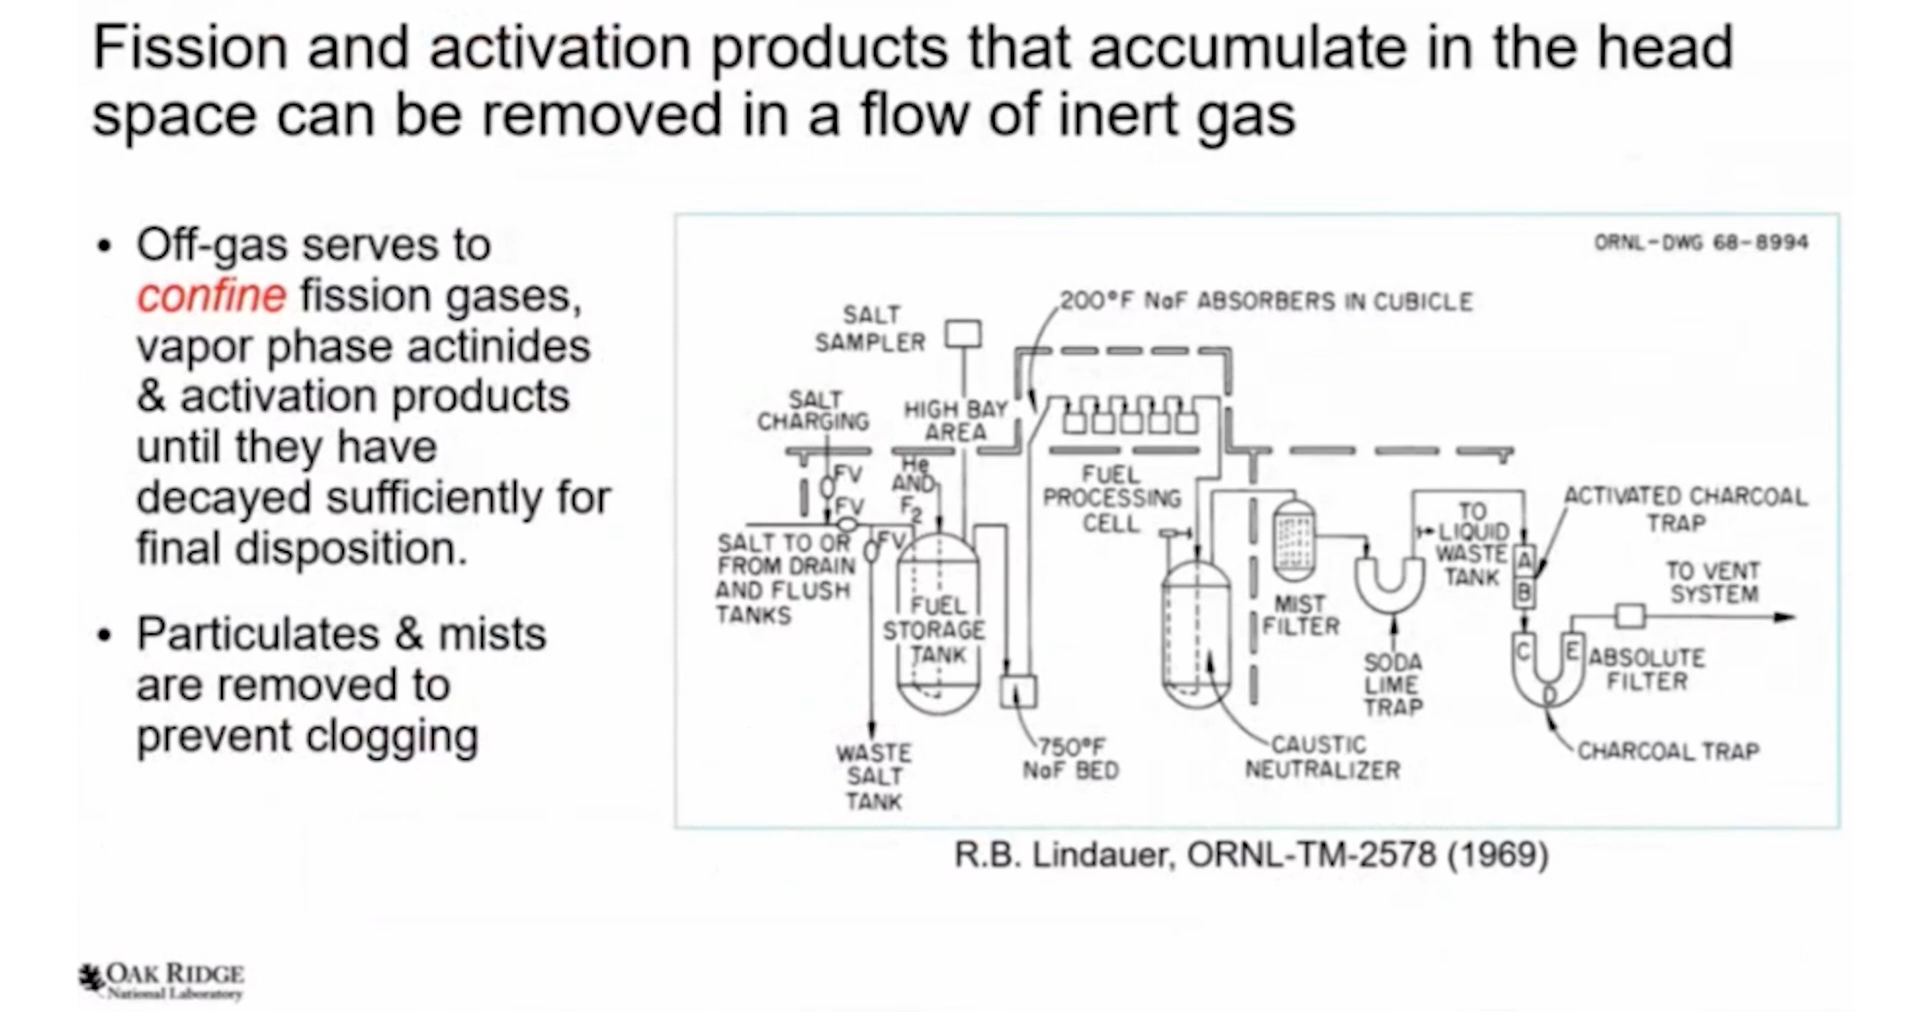 Fission and activation products that accumulate in the head
space can be removed in a flow of inert gas
• Off-gas serves to
confine fission gases,
vapor phase actinides
& activation products
until they have
decayed sufficiently for
final disposition.
• Particulates & mists
are removed to
prevent clogging
ORNL-DWG 68-8994
200°F NaF ABSORBERS IN CUBICLE
SALT
SAMPLER
SALT
CHARGING
HIGH BAY
AREA
FV
FV
He
AND
F2
FV
SALT TO OR
FROM DRAIN
AND FLUSH
TANKS
FUEL
STORAGE
TANK
WASTE
SALT
TANK
750°F
NaF BED
FUEL
PROCESSING
CELL
CAUSTIC
NEUTRALIZER
MIST
FILTER
SODA
LIME
TRAP
TO
LIQUID
WASTE
TANK
ACTIVATED CHARCOAL
TRAP
A
B
C
D
E
TO VENT
SYSTEM
ABSOLUTE
FILTER
CHARCOAL TRAP
R.B. Lindauer, ORNL-TM-2578 (1969)
OAK RIDGE
National Laboratory